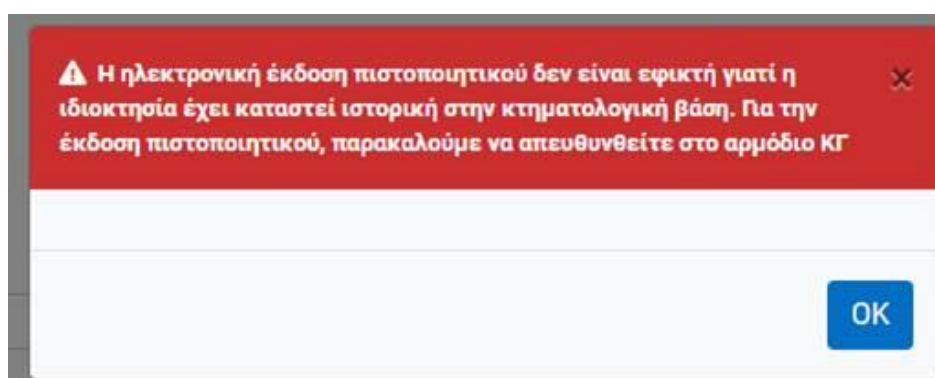 Η ηλεκτρονική έκδοση πιστοποιητικού δεν είναι εφικτή γιατί η
ιδιοκτησία έχει καταστεί ιστορική στην κτηματολογική βάση. Για την
έκδοση πιστοποιητικού, παρακαλούμε να απευθυνθείτε στο αρμόδιο ΚΓ
×
OK